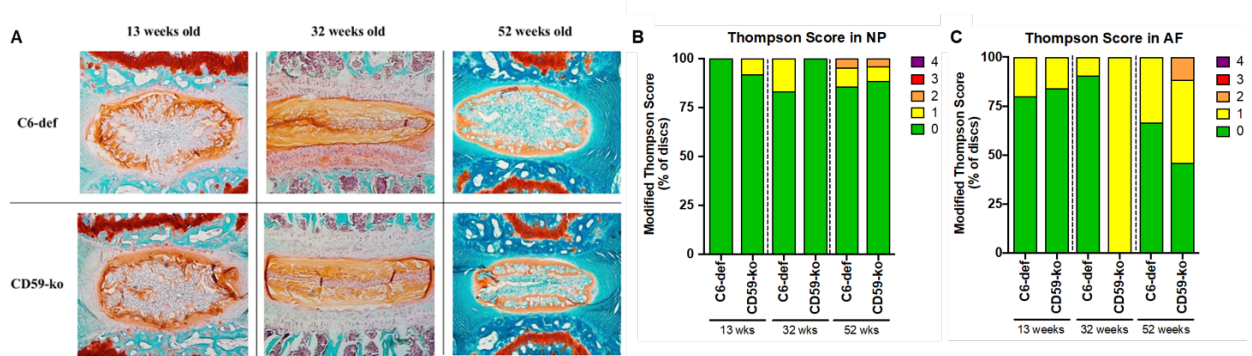 A
13 weeks old
32 weeks old
52 weeks old
C6-def
CD59-ko
B
Thompson Score in NP
Modified Thompson Score
(% of discs)
100
75
50
25
0
4
3
2
1
0
C6-def
CD59-ko
C6-def
CD59-ko
C6-def
CD59-ko
13 wks
32 wks
52 wks
C
Thompson Score in AF
Modified Thompson Score
(% of discs)
100
75
50
25
0
4
3
2
1
0
C6-def
CD59-ko
C6-def
CD59-ko
C6-def
CD59-ko
13 weeks
32 weeks
52 weeks